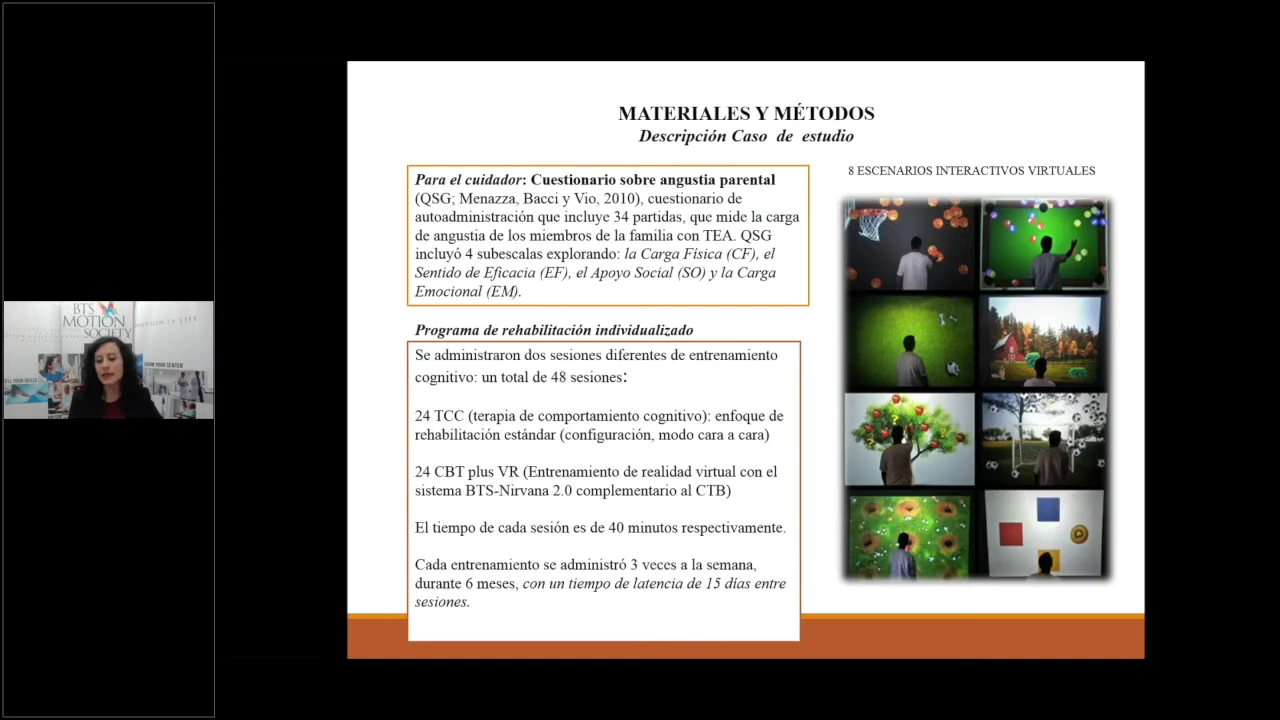 MATERIALES Y MÉTODOS
Descripción Caso de estudio
Para el cuidador: Cuestionario sobre angustia parental
(QSG; Menazza, Bacci y Vio, 2010), cuestionario de
autoadministración que incluye 34 partidas, que mide la carga
de angustia de los miembros de la familia con TEA. QSG
incluyó 4 subescalas explorando: la Carga Física (CF), el
Sentido de Eficacia (EF), el Apoyo Social (SO) y la Carga
Emocional (EM).
Programa de rehabilitación individualizado
Se administraron dos sesiones diferentes de entrenamiento
cognitivo: un total de 48 sesiones:
24 TCC (terapia de comportamiento cognitivo): enfoque de
rehabilitación estándar (configuración, modo cara a cara)
24 CBT plus VR (Entrenamiento de realidad virtual con el
sistema BTS-Nirvana 2.0 complementario al CTB)
El tiempo de cada sesión es de 40 minutos respectivamente.
Cada entrenamiento se administró 3 veces a la semana,
durante 6 meses, con un tiempo de latencia de 15 días entre
sesiones.
8 ESCENARIOS INTERACTIVOS VIRTUALES
BTS
MOTION
SOCIETY
MOTION IS LIFE